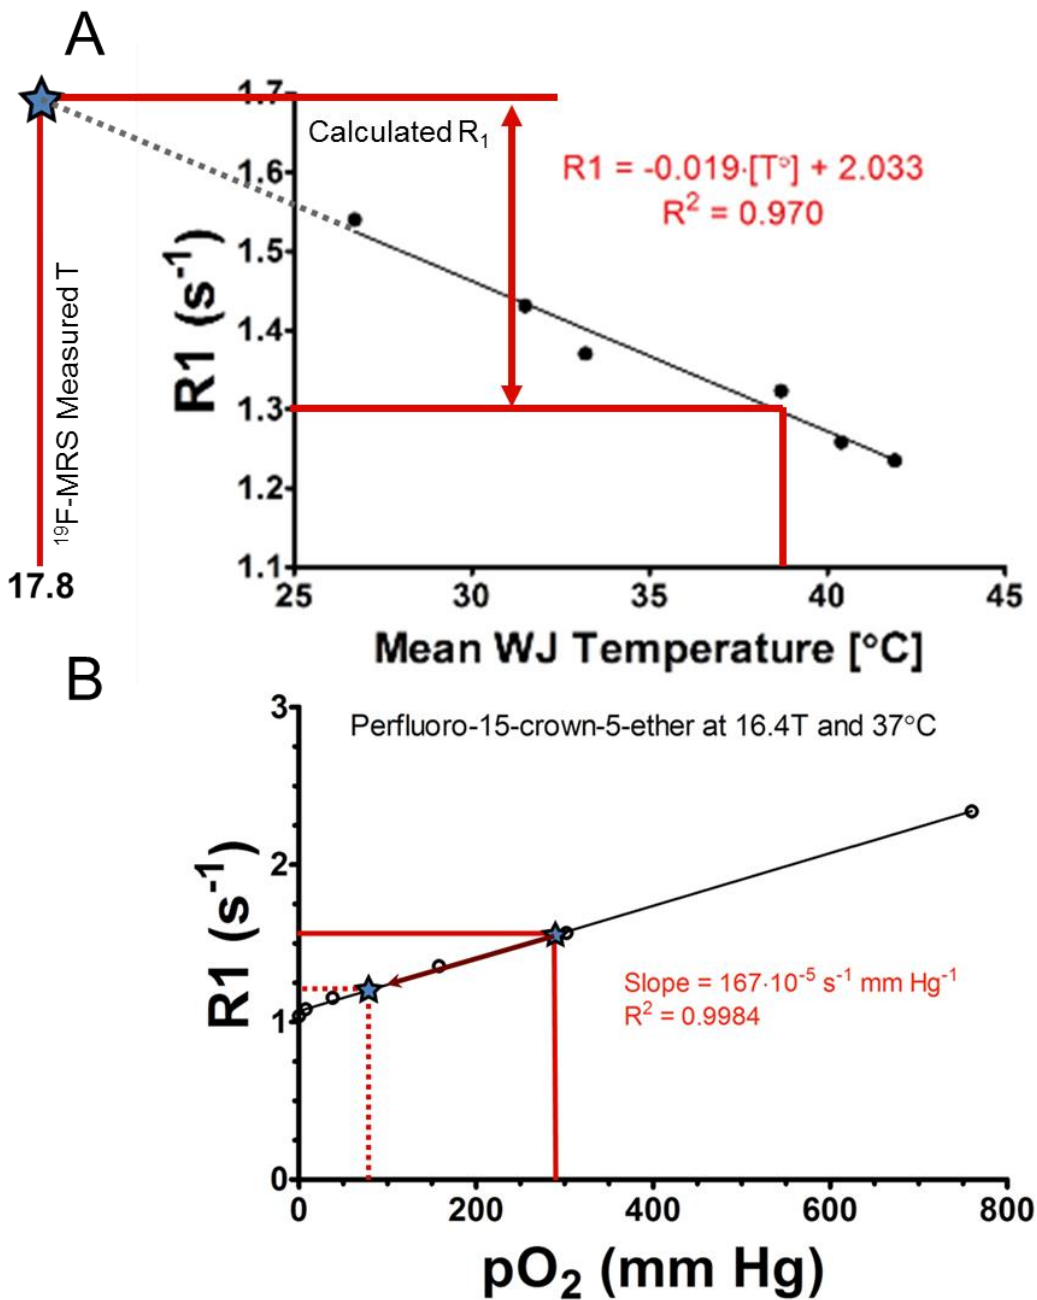 A
1.7
Calculated R₁
1.6
R1 = -0.019·[T°] + 2.033
R² = 0.970
1.5
R1 (s⁻¹)
1.4
¹⁹F-MRS Measured T
1.3
1.2
1.1
17.8
25 30 35 40 45
Mean WJ Temperature [°C]
B
3
Perfluoro-15-crown-5-ether at 16.4T and 37°C
2
R1 (s⁻¹)
Slope = 167·10⁻⁵ s⁻¹ mm Hg⁻¹
R² = 0.9984
1
0
0 200 400 600 800
pO₂ (mm Hg)